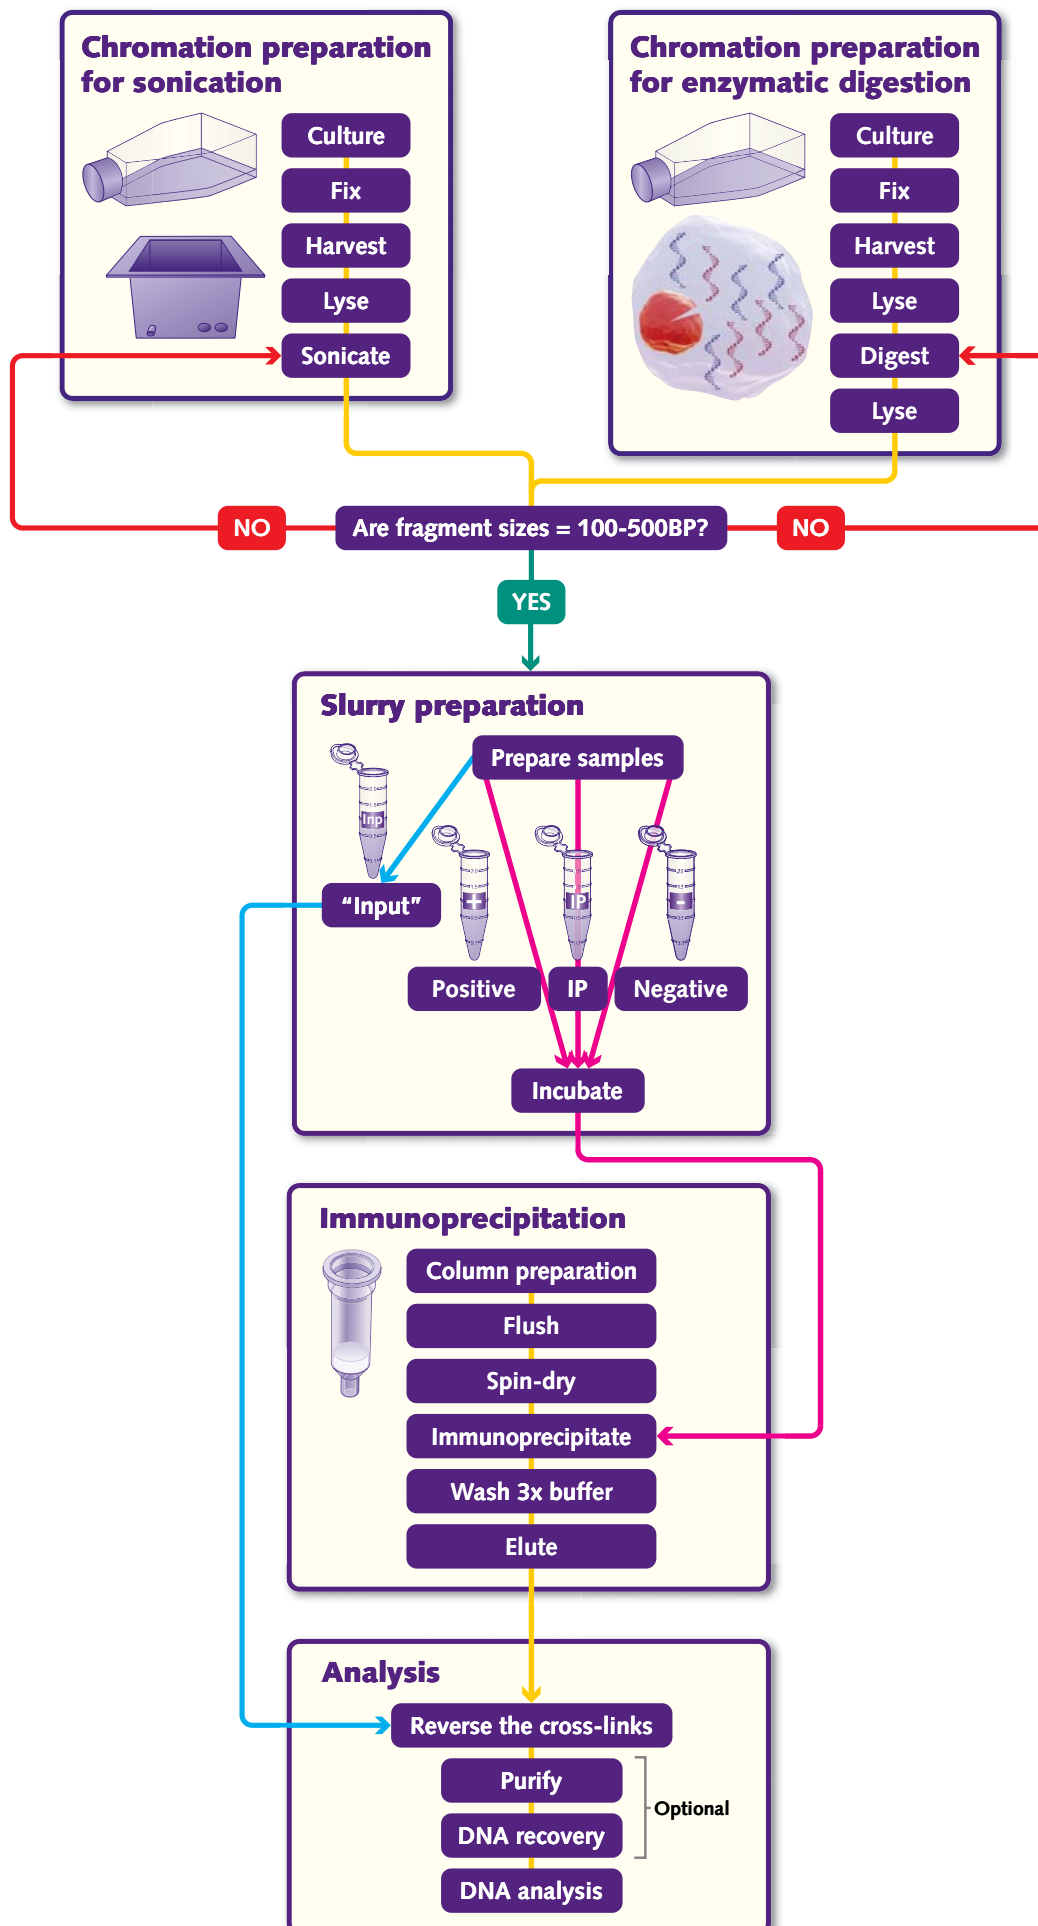 Chromation preparation
for sonication
Culture
Fix
Harvest
Lyse
Sonicate
Chromation preparation
for enzymatic digestion
Culture
Fix
Harvest
Lyse
Digest
Lyse
NO
Are fragment sizes = 100-500BP?
NO
YES
Slurry preparation
Prepare samples
Inp
"Input"
+
IP
-
Positive
IP
Negative
Incubate
Immunoprecipitation
Column preparation
Flush
Spin-dry
Immunoprecipitate
Wash 3x buffer
Elute
Analysis
Reverse the cross-links
Purify
Optional
DNA recovery
DNA analysis